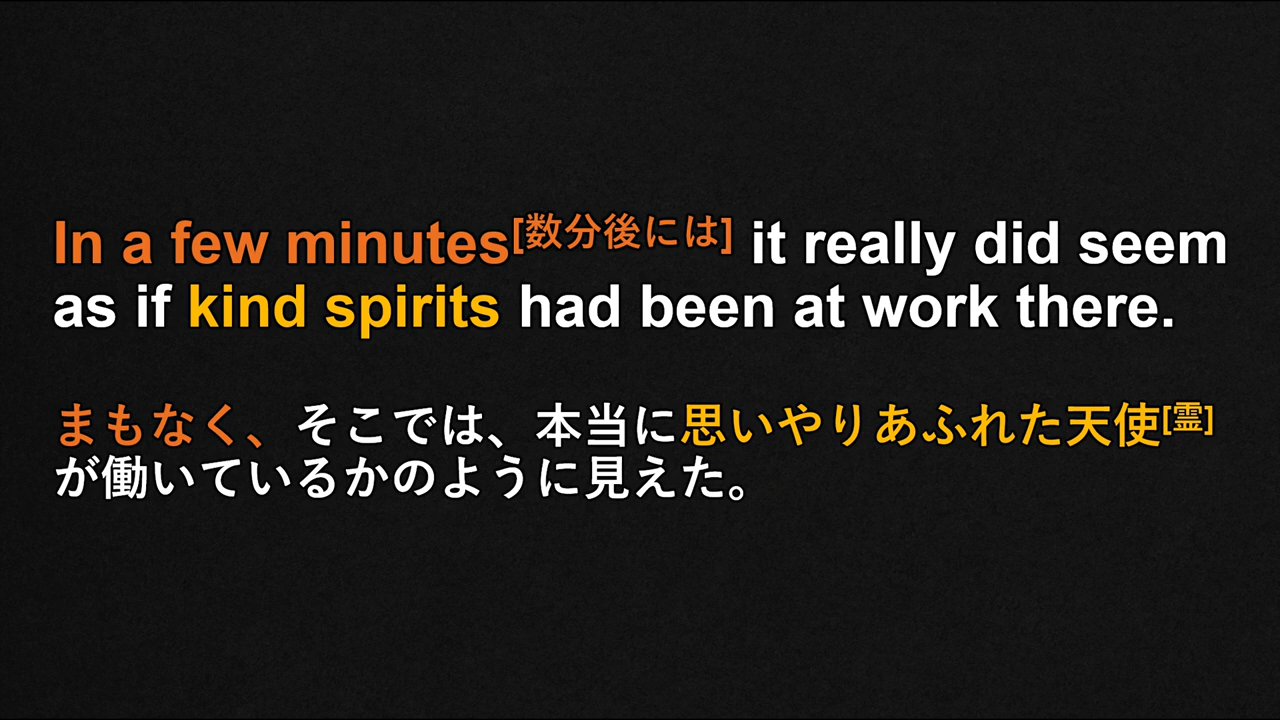 In a few minutes[数分後には] it really did seem
as if kind spirits had been at work there.
まもなく、そこでは、本当に思いやりあふれた天使[霊]
が働いているかのように見えた。